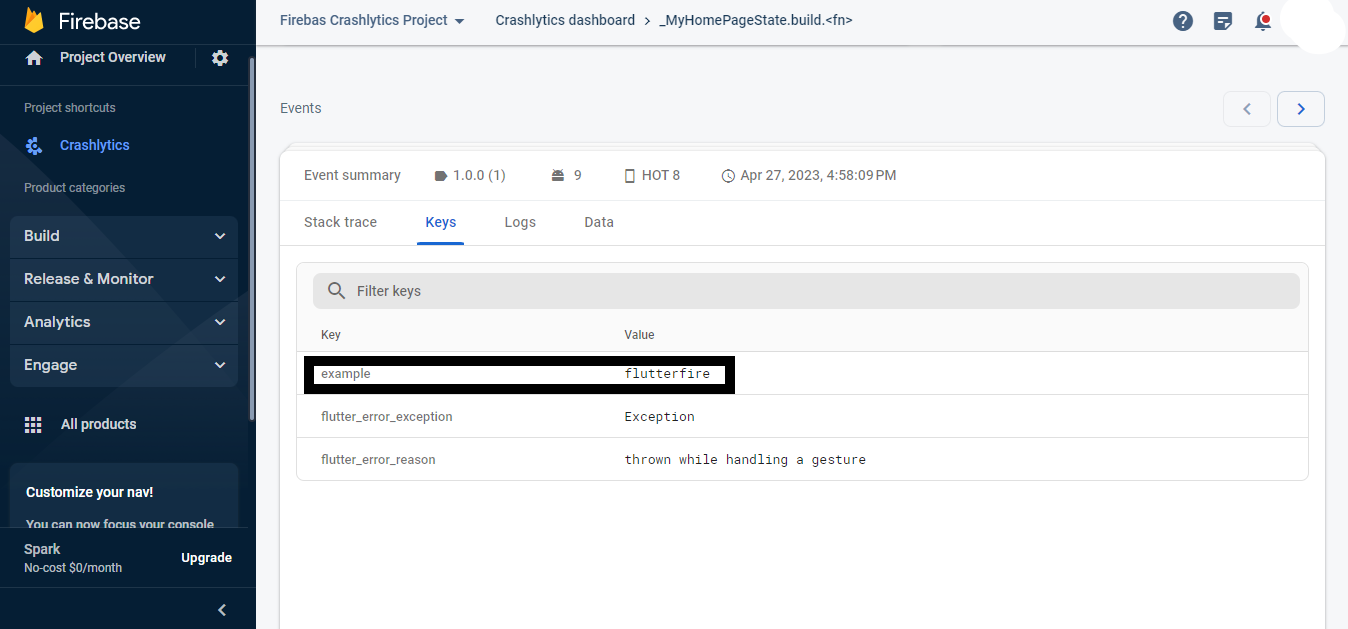 Firebase
Firebas Crashlytics Project
Crashlytics dashboard > _MyHomePageState.build.<fn>
Project Overview
Project shortcuts
Crashlytics
Product categories
Build
Release & Monitor
Analytics
Engage
All products
Customize your nav!
You can now focus your console
Spark
No-cost $0/month
Upgrade
Events
Event summary 1.0.0 (1) 9 HOT 8 Apr 27, 2023, 4:58:09 PM
Stack trace Keys Logs Data
Filter keys
Key Value
example flutterfire
flutter_error_exception Exception
flutter_error_reason thrown while handling a gesture